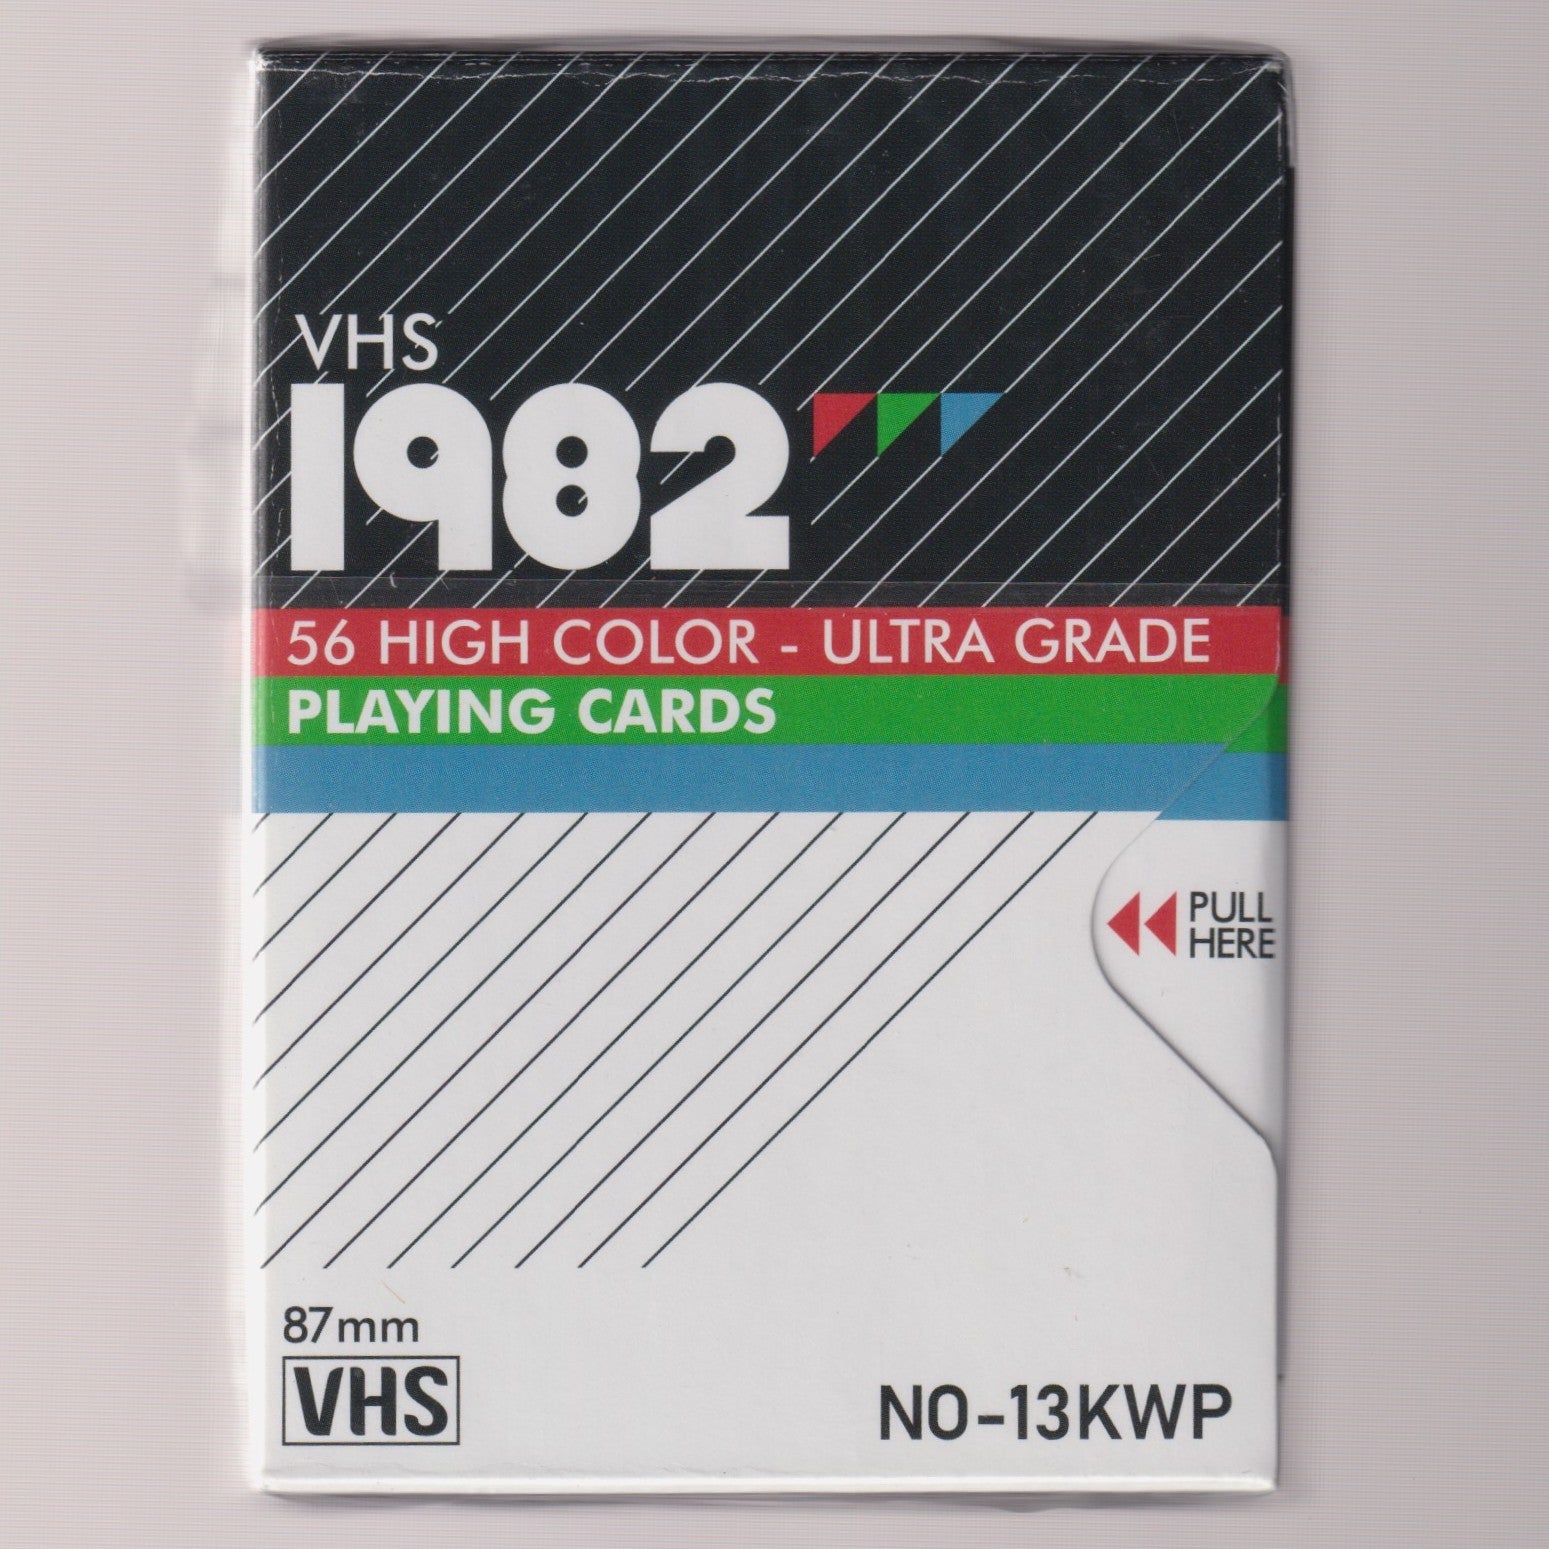 VHS
1982
56 HIGH COLOR - ULTRA GRADE
PLAYING CARDS
PULL
HERE
87mm
VHS
NO-13KWP